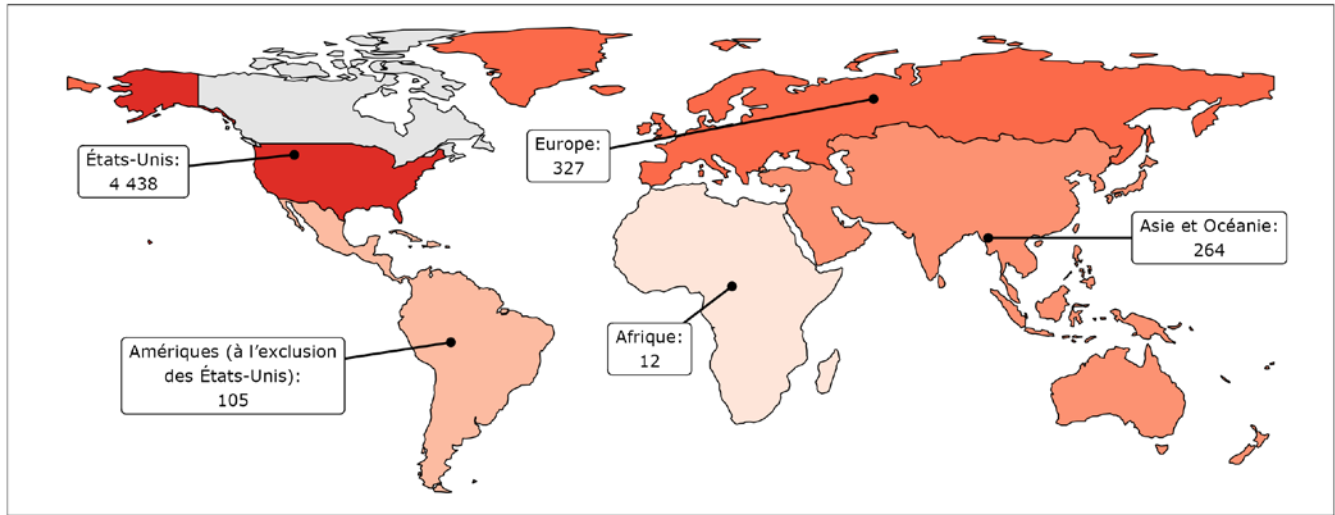 États-Unis:
4 438
Europe:
327
Asie et Océanie:
264
Afrique:
12
Amériques (à l'exclusion
des États-Unis):
105